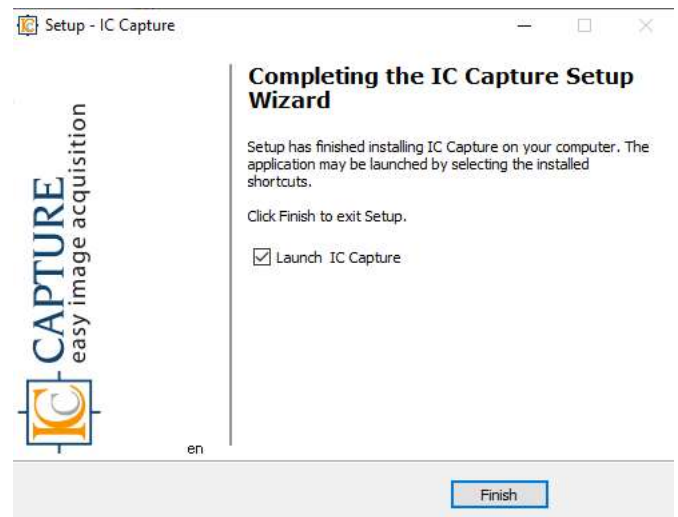 Setup - IC Capture
Completing the IC Capture Setup
Wizard
Setup has finished installing IC Capture on your computer. The
application may be launched by selecting the installed
shortcuts.
Click Finish to exit Setup.
Launch IC Capture
IC CAPTURE
easy image acquisition
en
Finish